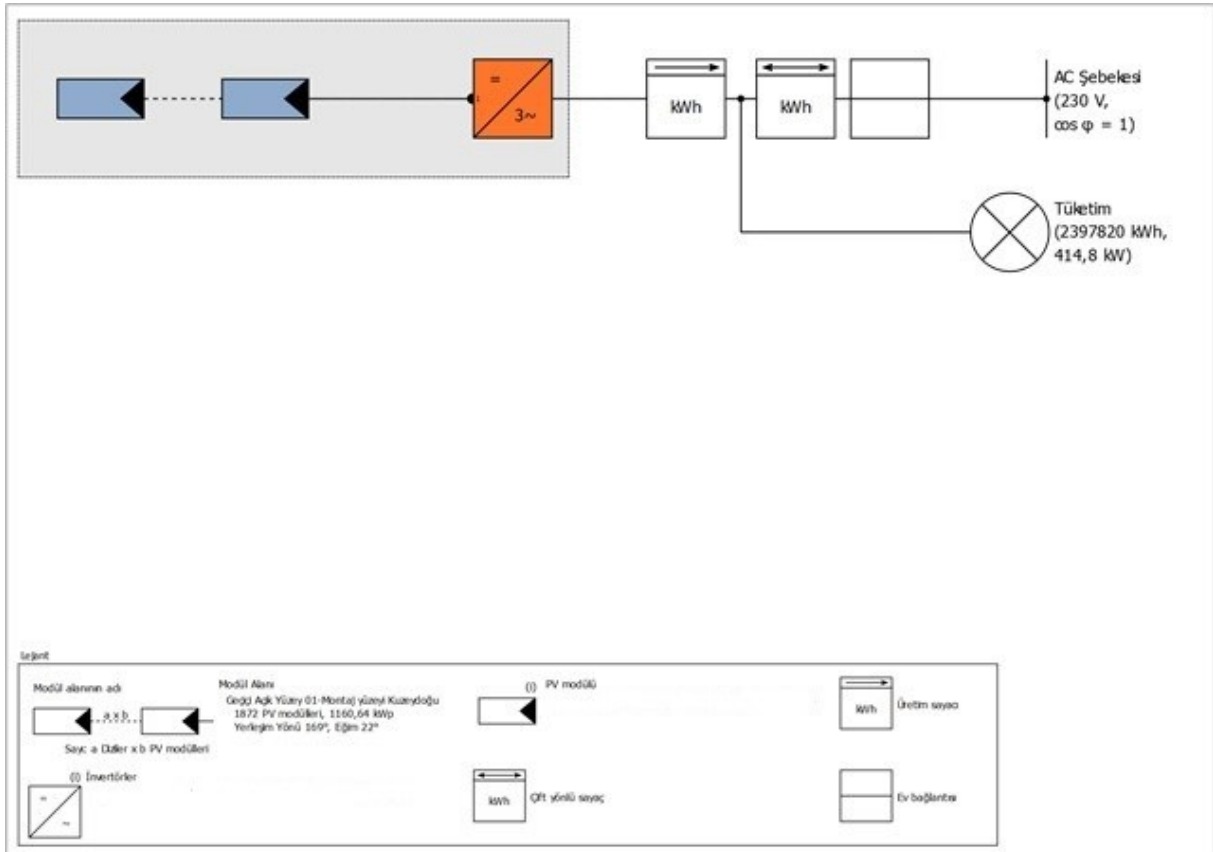 =
3~
kWh
kWh
AC Şebekesi
(230 V,
cos φ = 1)
Tüketim
(2397820 kWh,
414,8 kW)
Lejant
Modül alanının adı
a x b
Sayı: a Diziler x b PV modülleri
Modül Alanı
Yüzey 01-Montaj yüzeyi Kuzeydoğu
1872 PV modülleri, 1160,64 kWp
Yerleşim Yönü 169°, Eğim 22°
(i) PV modülü
kWh
Üretim sayacı
(i) İnvertörler
=
~
kWh
Çift yönlü sayaç
Ev bağlantısı